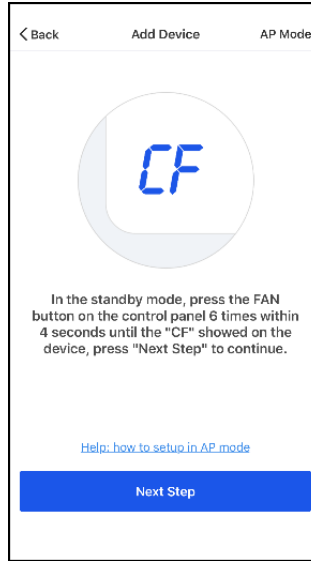 Back Add Device AP Mode
CF
In the standby mode, press the FAN
button on the control panel 6 times within
4 seconds until the "CF" showed on the
device, press "Next Step" to continue.
Help: how to setup in AP mode
Next Step